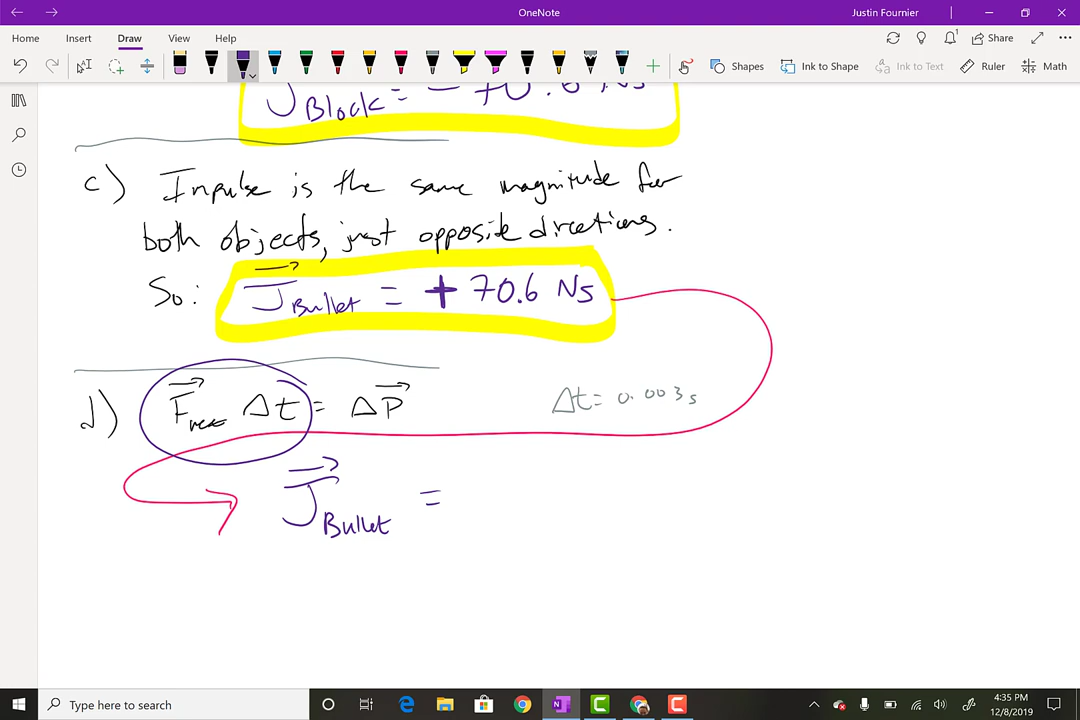 OneNote
Justin Fournier
Home Insert Draw View Help
Share
Shapes Ink to Shape Ink to Text Ruler Math
J Block = - 70.6 Ns
c) Inpulse is the same magnitude for
both objects, just opposite directions.
So: J Bullet = + 70.6 Ns
d) F Δt = ΔP Δt = 0.003 s
J Bullet =
Type here to search
4:35 PM
12/8/2019